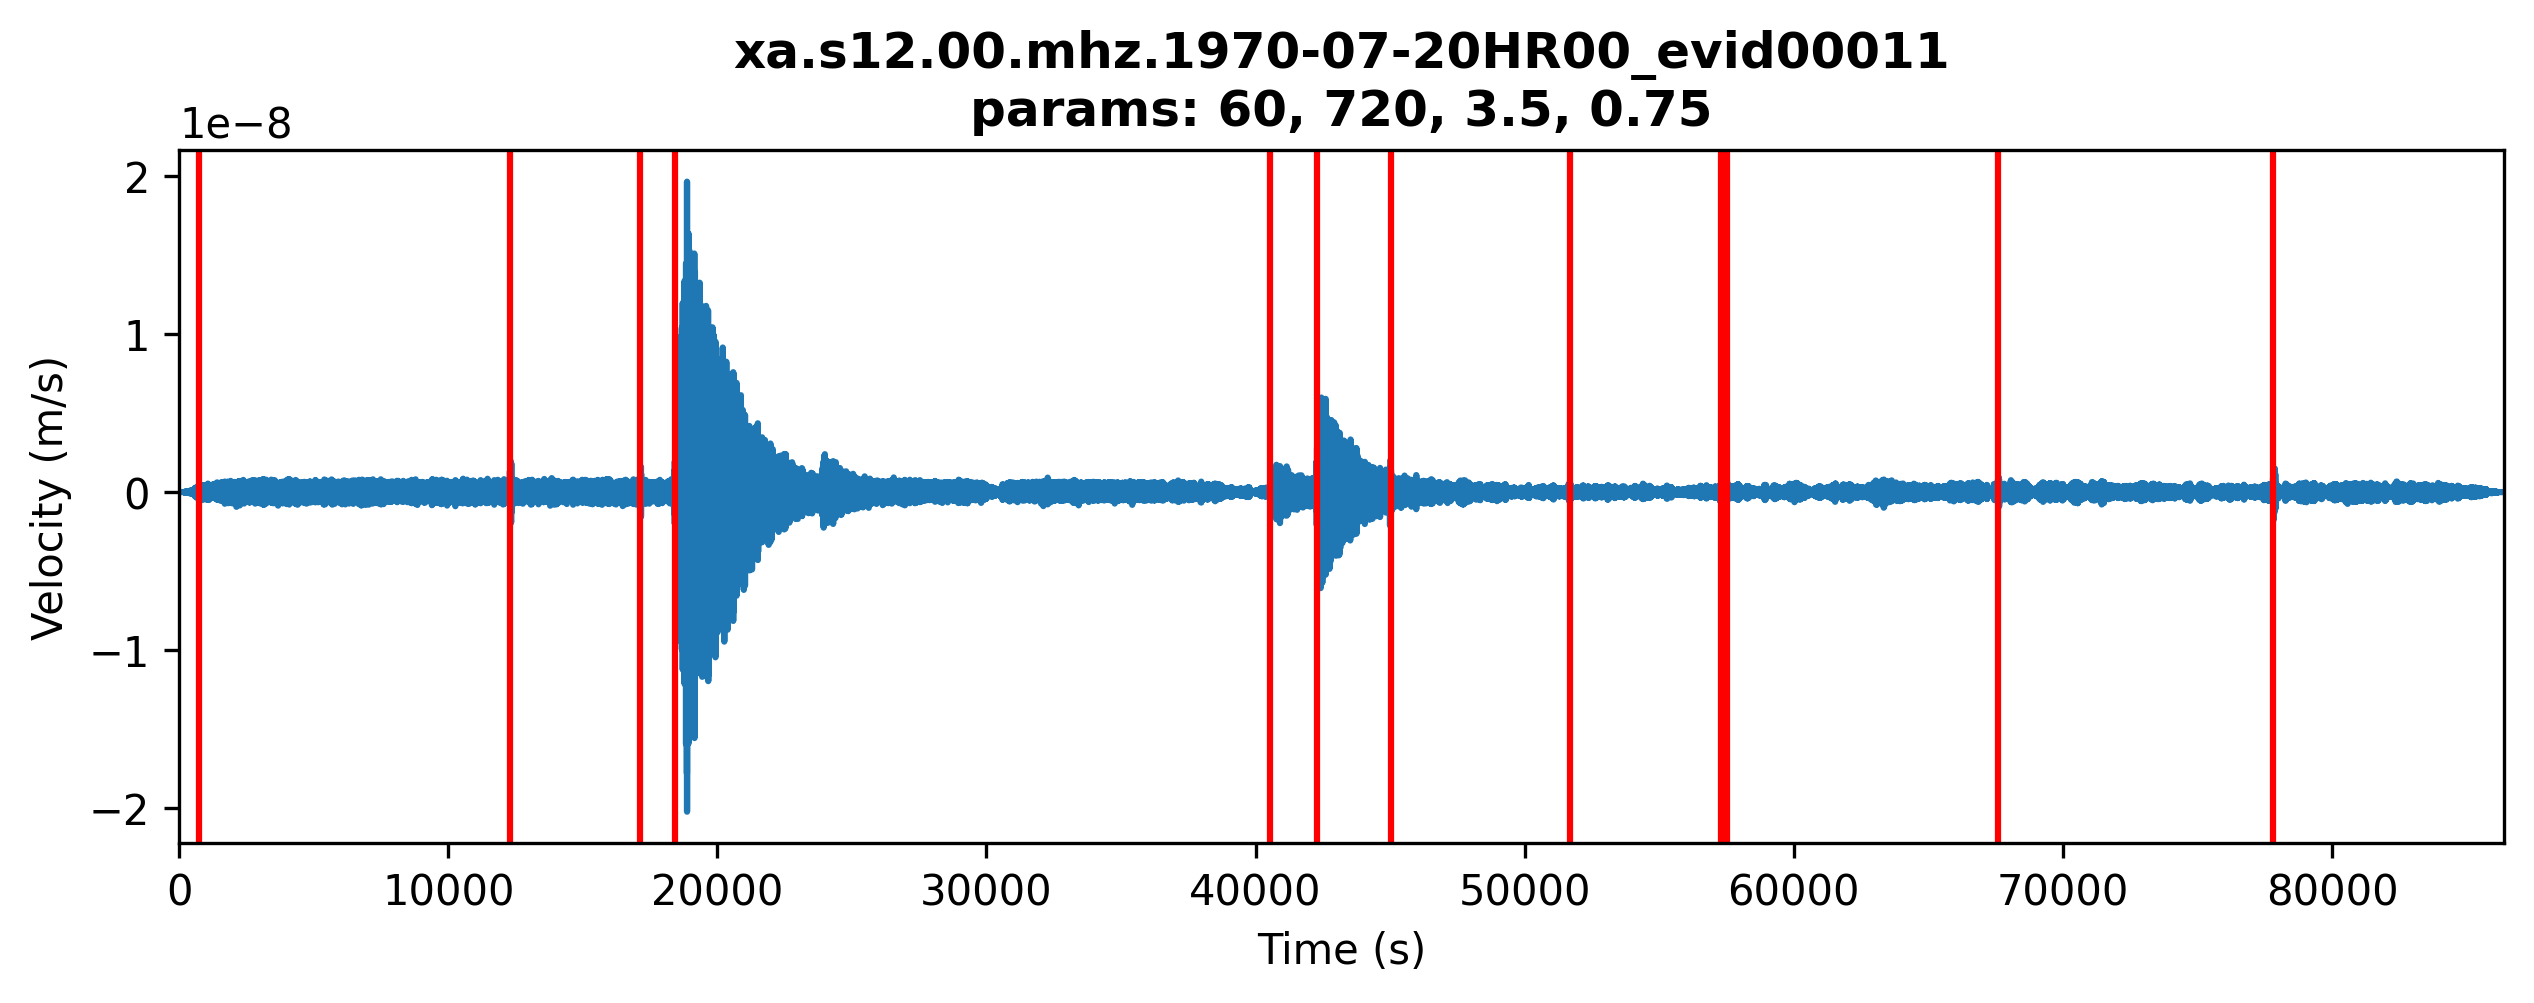 xa.s12.00.mhz.1970-07-20HR00_evid00011
params: 60, 720, 3.5, 0.75
1e−8
2
1
0
−1
−2
Velocity (m/s)
0 10000 20000 30000 40000 50000 60000 70000 80000
Time (s)